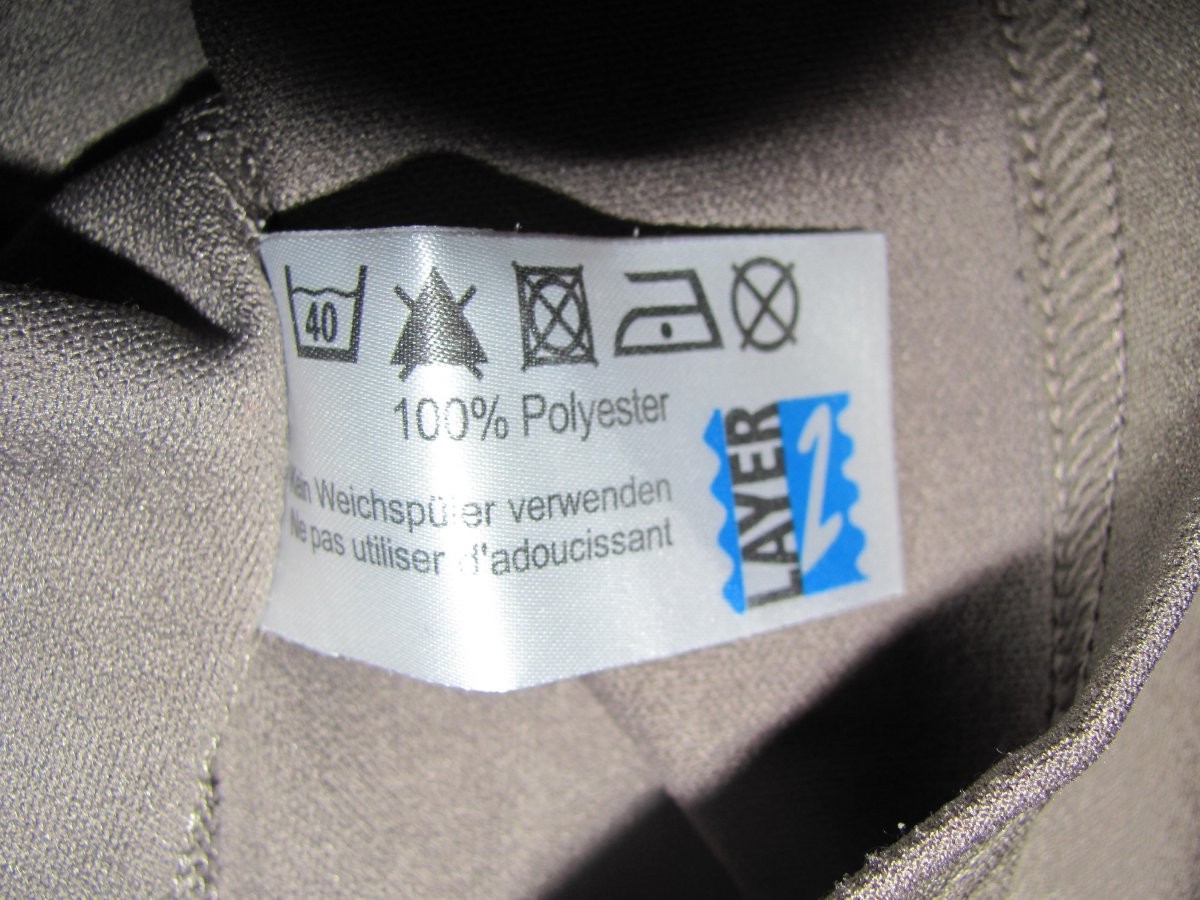 40
100% Polyester
Weichspüler verwenden
Ne pas utiliser d'adoucissant
LAYER
2